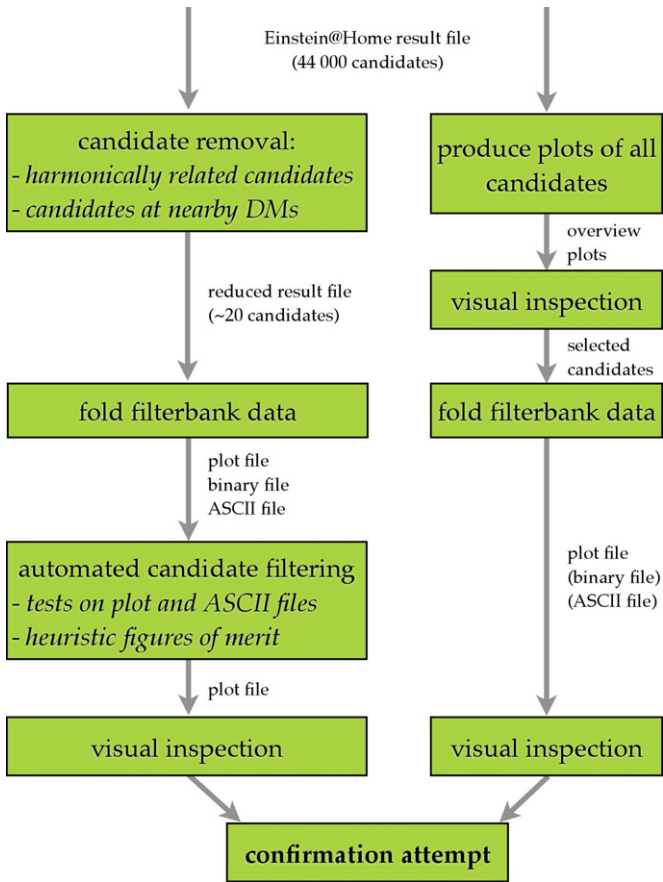 Einstein@Home result file
(44 000 candidates)
candidate removal:
- harmonically related candidates
- candidates at nearby DMs
reduced result file
(~20 candidates)
fold filterbank data
plot file
binary file
ASCII file
automated candidate filtering
- tests on plot and ASCII files
- heuristic figures of merit
plot file
visual inspection
produce plots of all
candidates
overview
plots
visual inspection
selected
candidates
fold filterbank data
plot file
(binary file)
(ASCII file)
visual inspection
confirmation attempt